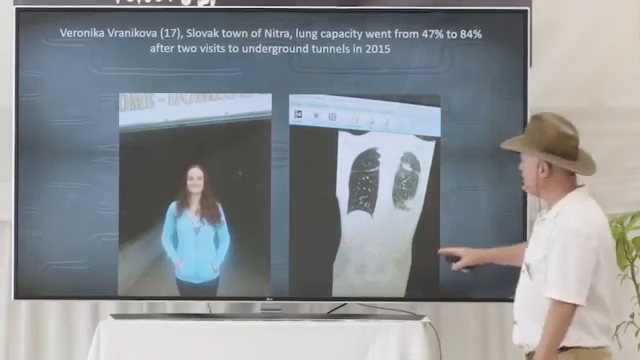 Veronika Vranikova (17), Slovak town of Nitra, lung capacity went from 47% to 84%
after two visits to underground tunnels in 2015
LG